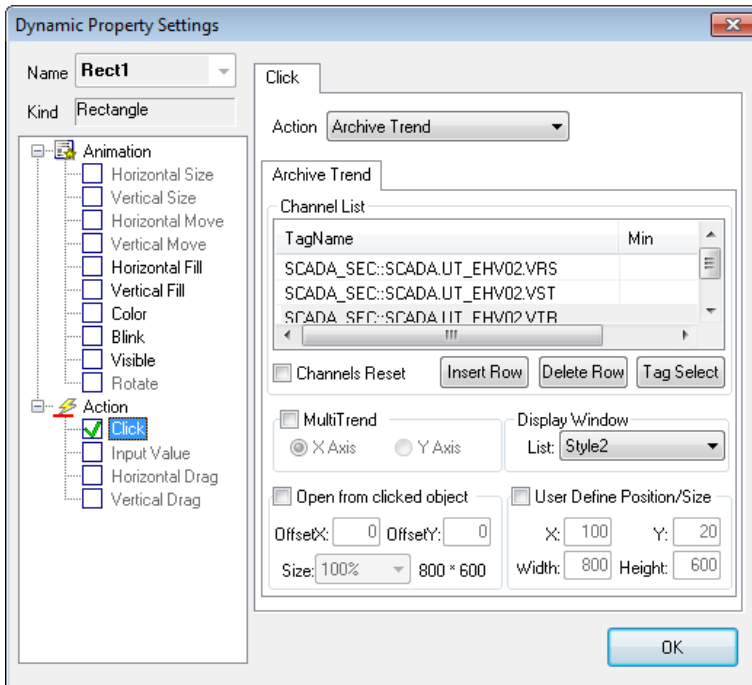 Dynamic Property Settings
Name Rect1
Kind Rectangle
Animation
Horizontal Size
Vertical Size
Horizontal Move
Vertical Move
Horizontal Fill
Vertical Fill
Color
Blink
Visible
Rotate
Action
Click
Input Value
Horizontal Drag
Vertical Drag
Click
Action Archive Trend
Archive Trend
Channel List
TagName Min
SCADA_SEC::SCADA.UT_EHV02.VRS
SCADA_SEC::SCADA.UT_EHV02.VST
SCADA_SEC::SCADA.UT_EHV02.VTR
Channels Reset Insert Row Delete Row Tag Select
MultiTrend
X Axis Y Axis
Display Window
List: Style2
Open from clicked object
OffsetX: 0 OffsetY: 0
Size: 100% 800 * 600
User Define Position/Size
X: 100 Y: 20
Width: 800 Height: 600
OK